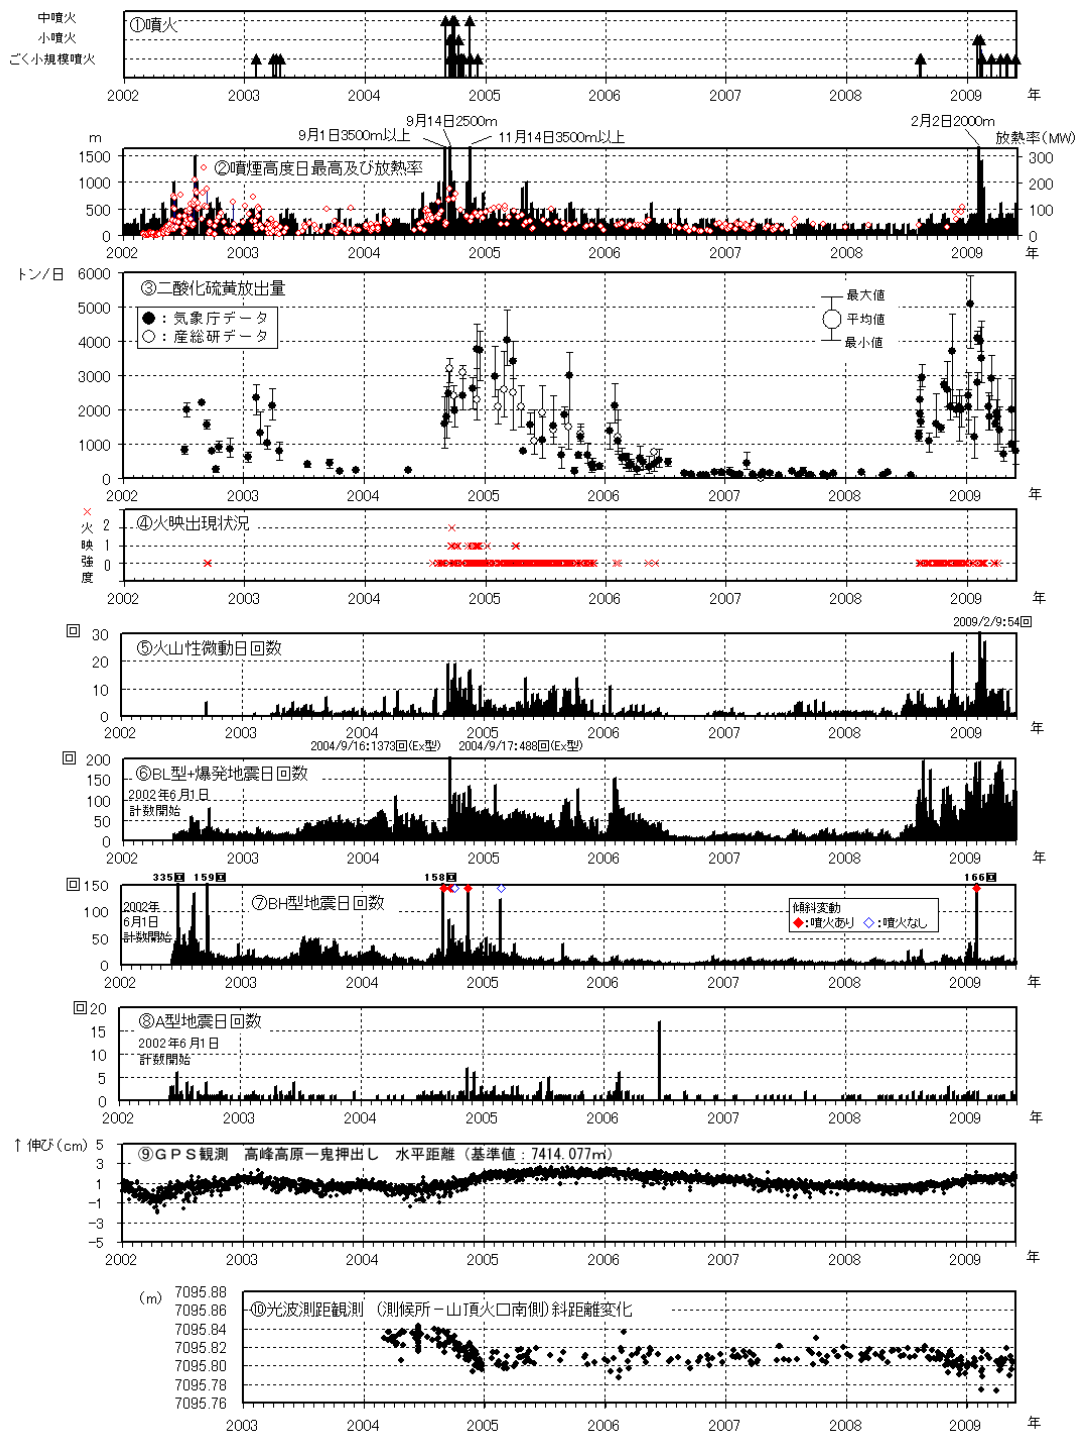 中噴火
小噴火
ごく小規模噴火
①噴火
2002 2003 2004 2005 2006 2007 2008 2009 年
9月14日2500m
9月1日3500m以上
11月14日3500m以上
2月2日2000m
m
放熱率(MW)
②噴煙高度日最高及び放熱率
1500
1000
500
0
300
200
100
0
2002 2003 2004 2005 2006 2007 2008 2009 年
トン/日
③二酸化硫黄放出量
●：気象庁データ
○：産総研データ
最大値
平均値
最小値
6000
5000
4000
3000
2000
1000
0
2002 2003 2004 2005 2006 2007 2008 2009 年
④火映出現状況
× 火映強度
2
1
0
2002 2003 2004 2005 2006 2007 2008 2009 年
2009/2/9:54回
回
⑤火山性微動日回数
30
20
10
0
2002 2003 2004 2005 2006 2007 2008 2009 年
2004/9/16:1373回(Ex型) 2004/9/17:488回(Ex型)
回
⑥BL型+爆発地震日回数
2002年6月1日
計数開始
200
150
100
50
0
2002 2003 2004 2005 2006 2007 2008 2009 年
335回 159回 158回 166回
回
⑦BH型地震日回数
2002年
6月1日
計数開始
傾斜変動
◆:噴火あり ◇:噴火なし
150
100
50
0
2002 2003 2004 2005 2006 2007 2008 2009 年
回
⑧A型地震日回数
2002年6月1日
計数開始
20
15
10
5
0
2002 2003 2004 2005 2006 2007 2008 2009 年
↑伸び(cm)
⑨GPS観測 高峰高原－鬼押出し 水平距離（基準値：7414.077m）
5
3
1
-1
-3
-5
2002 2003 2004 2005 2006 2007 2008 2009 年
(m)
⑩光波測距観測 (測候所－山頂火口南側)斜距離変化
7095.88
7095.86
7095.84
7095.82
7095.80
7095.78
7095.76
2003 2004 2005 2006 2007 2008 2009 年